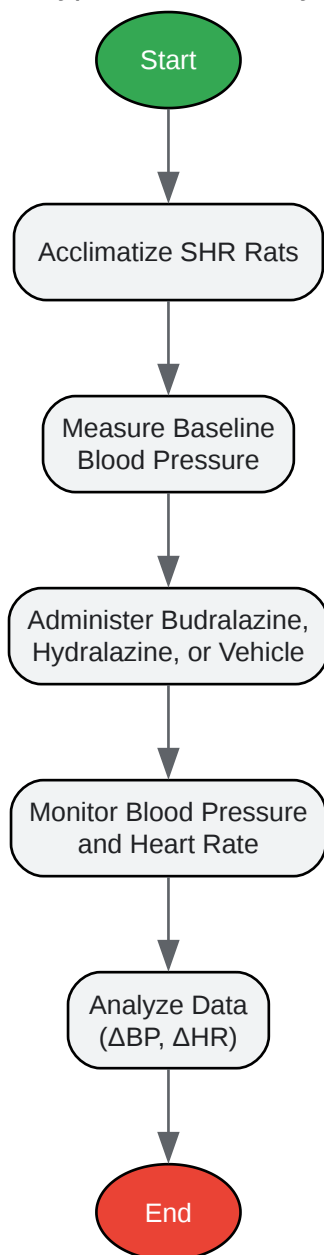 Start
Acclimatize SHR Rats
Measure Baseline
Blood Pressure
Administer Budralazine,
Hydralazine, or Vehicle
Monitor Blood Pressure
and Heart Rate
Analyze Data
(ΔBP, ΔHR)
End